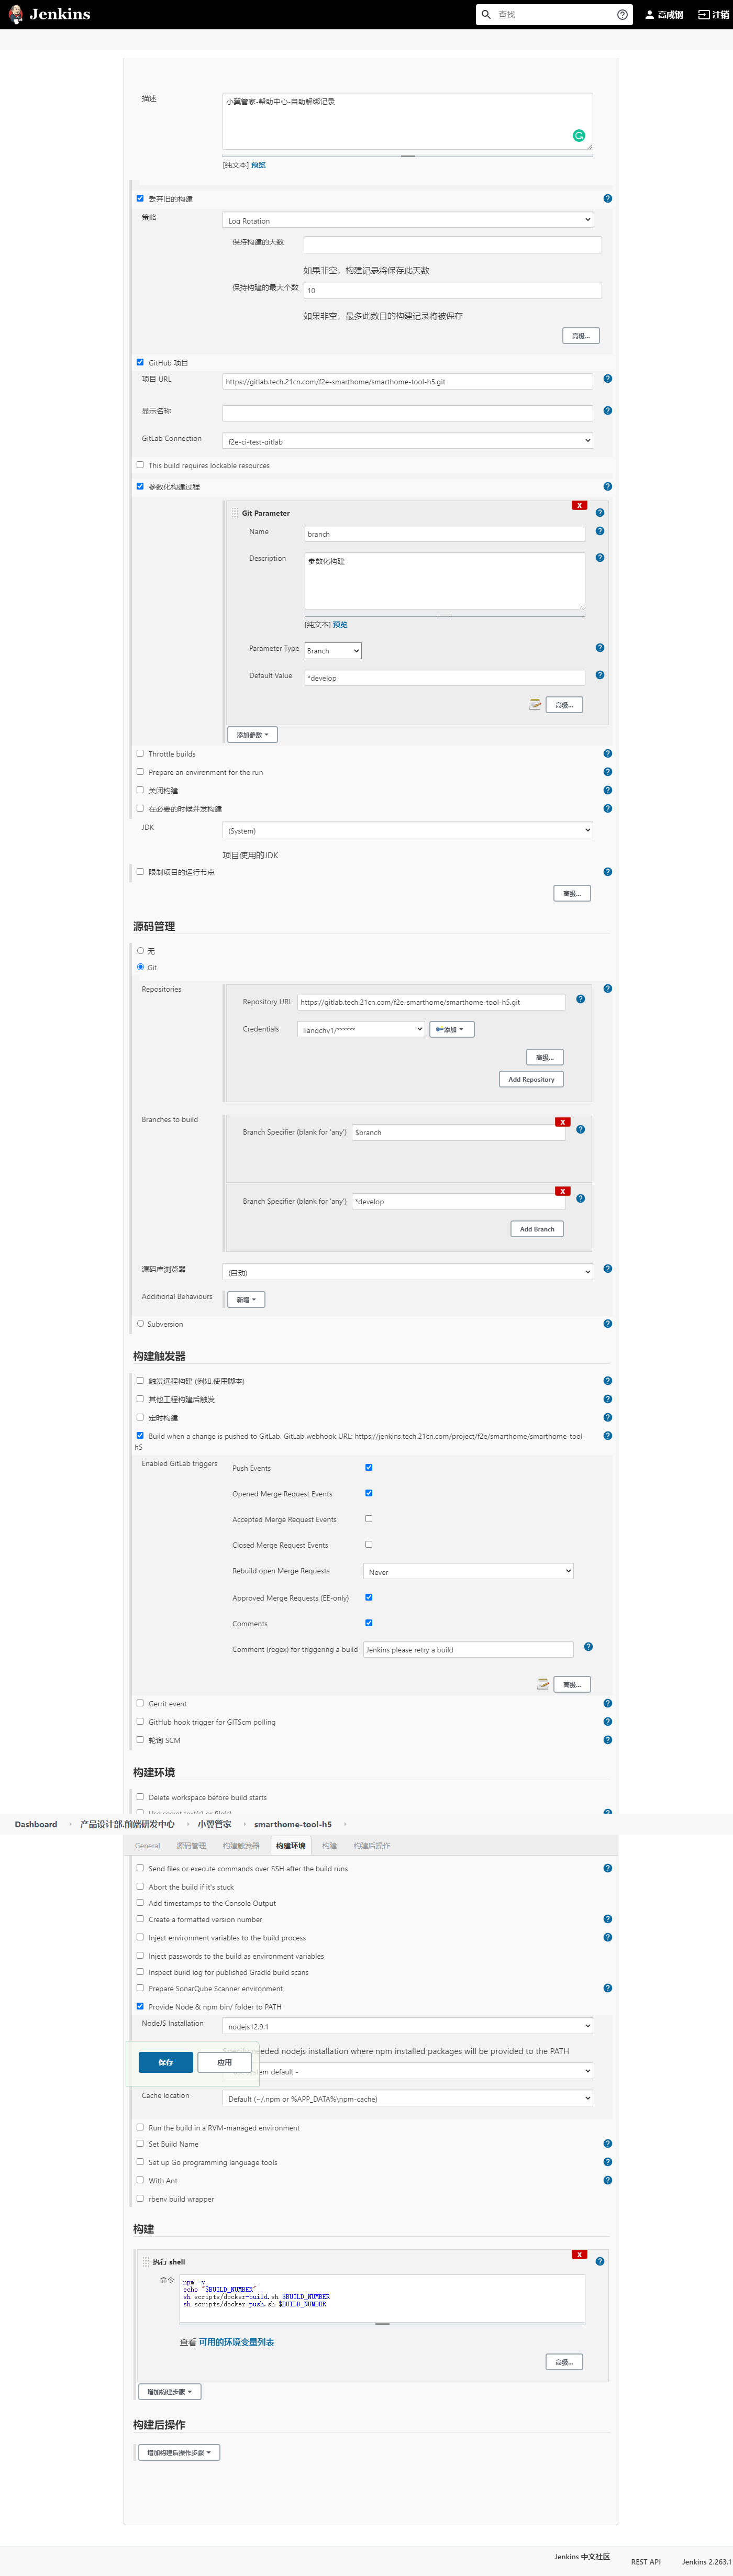 Jenkins
查找
高成钢
注销
描述
小翼管家-帮助中心-自助解绑记录
[纯文本] 预览
丢弃旧的构建
策略
Log Rotation
保持构建的天数
如果非空，构建记录将保存此天数
保持构建的最大个数
10
如果非空，最多此数目的构建记录将被保存
高级...
GitHub 项目
项目 URL
https://gitlab.tech.21cn.com/f2e-smarthome/smarthome-tool-h5.git
显示名称
GitLab Connection
f2e-ci-test-gitlab
This build requires lockable resources
参数化构建过程
X
Git Parameter
Name
branch
Description
参数化构建
[纯文本] 预览
Parameter Type
Branch
Default Value
*develop
高级...
添加参数
Throttle builds
Prepare an environment for the run
关闭构建
在必要的时候并发构建
JDK
(System)
项目使用的JDK
限制项目的运行节点
高级...
源码管理
无
Git
Repositories
Repository URL
https://gitlab.tech.21cn.com/f2e-smarthome/smarthome-tool-h5.git
Credentials
liangchy1/******
添加
高级...
Add Repository
Branches to build
X
Branch Specifier (blank for 'any')
$branch
X
Branch Specifier (blank for 'any')
*develop
Add Branch
源码库浏览器
(自动)
Additional Behaviours
新增
Subversion
构建触发器
触发远程构建 (例如,使用脚本)
其他工程构建后触发
定时构建
Build when a change is pushed to GitLab. GitLab webhook URL: https://jenkins.tech.21cn.com/project/f2e/smarthome/smarthome-tool-
h5
Enabled GitLab triggers
Push Events
Opened Merge Request Events
Accepted Merge Request Events
Closed Merge Request Events
Rebuild open Merge Requests
Never
Approved Merge Requests (EE-only)
Comments
Comment (regex) for triggering a build
Jenkins please retry a build
高级...
Gerrit event
GitHub hook trigger for GITScm polling
轮询 SCM
构建环境
Delete workspace before build starts
Dashboard
产品设计部.前端研发中心
小翼管家
smarthome-tool-h5
General
源码管理
构建触发器
构建环境
构建
构建后操作
Send files or execute commands over SSH after the build runs
Abort the build if it's stuck
Add timestamps to the Console Output
Create a formatted version number
Inject environment variables to the build process
Inject passwords to the build as environment variables
Inspect build log for published Gradle build scans
Prepare SonarQube Scanner environment
Provide Node & npm bin/ folder to PATH
NodeJS Installation
nodejs12.9.1
needed nodejs installation where npm installed packages will be provided to the PATH
保存
应用
system default -
Cache location
Default (~/.npm or %APP_DATA%\npm-cache)
Run the build in a RVM-managed environment
Set Build Name
Set up Go programming language tools
With Ant
rbenv build wrapper
构建
X
执行 shell
命令
npm -v
echo "$BUILD_NUMBER"
sh scripts/docker-build.sh $BUILD_NUMBER
sh scripts/docker-push.sh $BUILD_NUMBER
查看 可用的环境变量列表
高级...
增加构建步骤
构建后操作
增加构建后操作步骤
Jenkins 中文社区
REST API
Jenkins 2.263.1